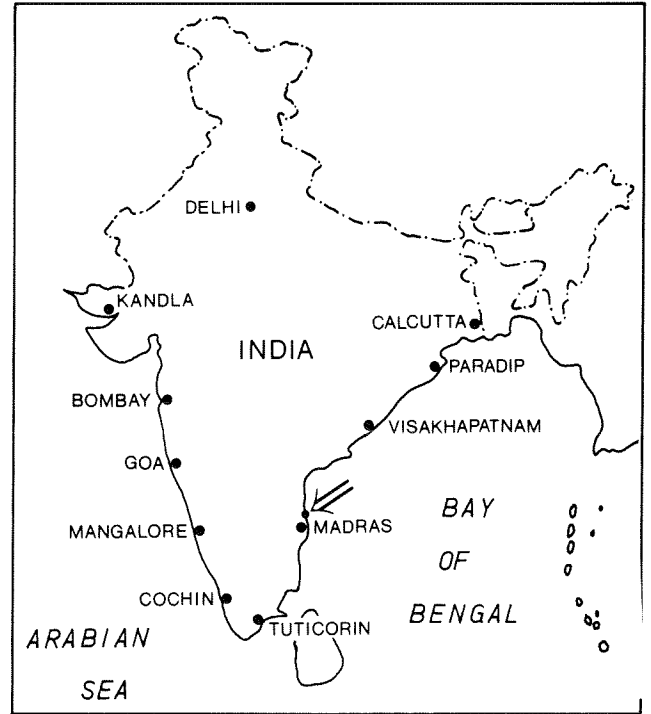 DELHI
KANDLA
CALCUTTA
INDIA
PARADIP
BOMBAY
VISAKHAPATNAM
GOA
BAY
MADRAS
MANGALORE
OF
COCHIN
BENGAL
TUTICORIN
ARABIAN
SEA